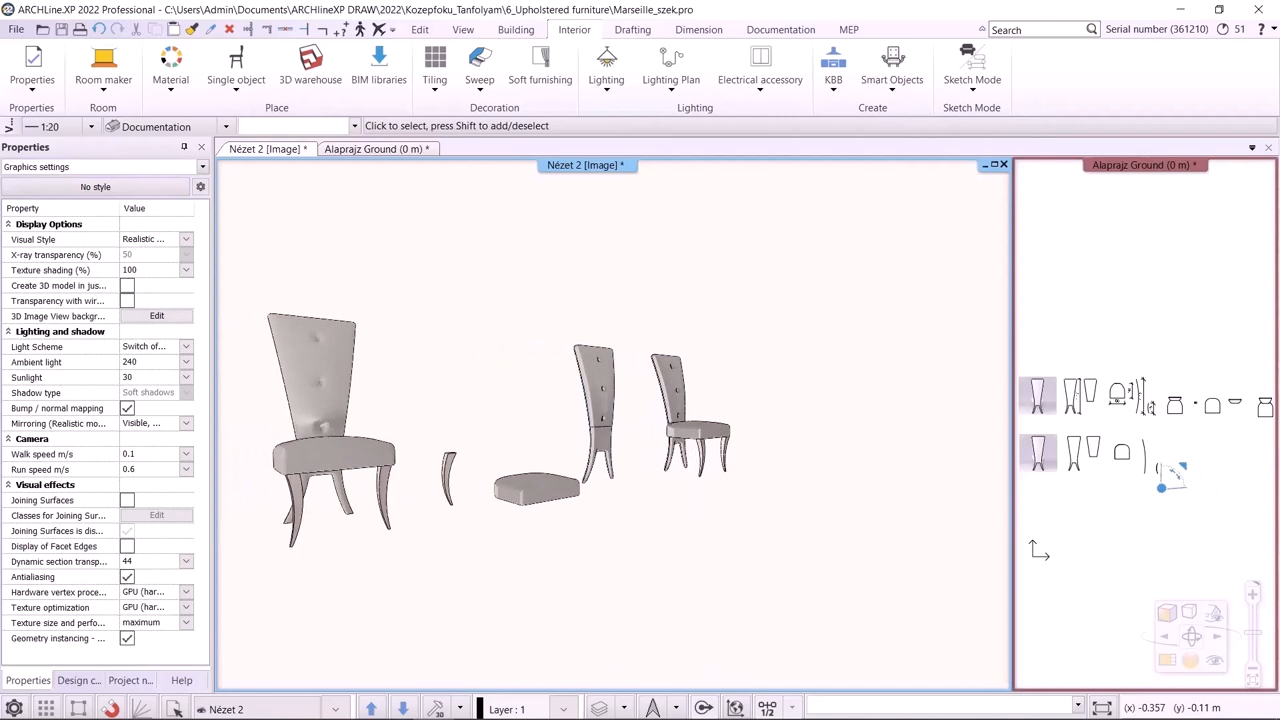 ARCHLine.XP 2022 Professional - C:\Users\Admin\Documents\ARCHlineXP DRAW\2022\Kozepfoku_Tanfolyam\6_Upholstered furniture\Marseille_szek.pro
File Edit View Building Interior Drafting Dimension Documentation MEP Search Serial number (361210) 51
Properties Room maker Material Single object 3D warehouse BIM libraries Tiling Sweep Soft furnishing Lighting Lighting Plan Electrical accessory KBB Smart Objects Sketch Mode
Properties Room Place Decoration Lighting Create Sketch Mode
1:20 Documentation Click to select, press Shift to add/deselect
Properties Nézet 2 [Image] * Alaprajz Ground (0 m) *
Graphics settings Nézet 2 [Image] * Alaprajz Ground (0 m) *
No style
Property Value
Display Options
Visual Style Realistic ...
X-ray transparency (%) 50
Texture shading (%) 100
Create 3D model in jus...
Transparency with wir...
3D Image View backgr... Edit
Lighting and shadow
Light Scheme Switch of...
Ambient light 240
Sunlight 30
Shadow type Soft shadows
Bump / normal mapping
Mirroring (Realistic mo... Visible, ...
Camera
Walk speed m/s 0.1
Run speed m/s 0.6
Visual effects
Joining Surfaces
Classes for Joining Sur... Edit
Joining Surfaces is dis...
Display of Facet Edges
Dynamic section transp... 44
Antialiasing
Hardware vertex proce... GPU (har...
Texture optimization GPU (har...
Texture size and perfo... maximum
Geometry instancing - ...
Properties Design c... Project n... Help
Nézet 2 30 Layer : 1 1/2 (x) -0.357 (y) -0.11 m